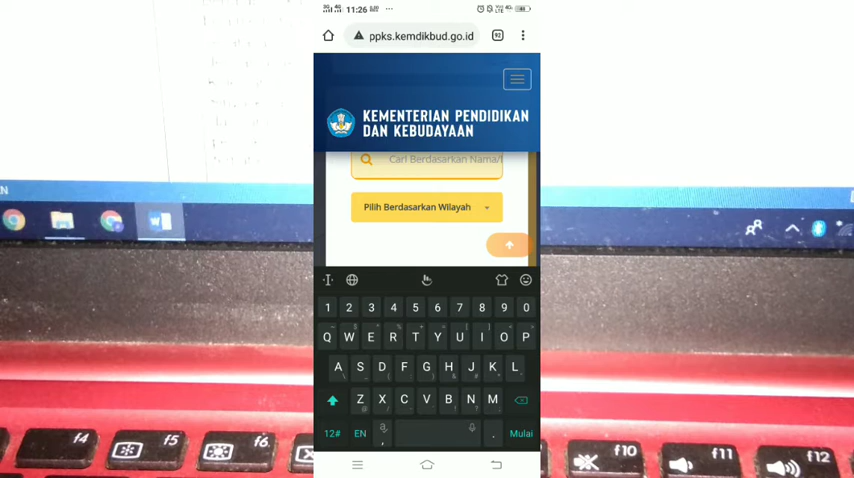 11:26
92
ppks.kemdikbud.go.id
KEMENTERIAN PENDIDIKAN
DAN KEBUDAYAAN
Cari Berdasarkan Nama/
Pilih Berdasarkan Wilayah
1 2 3 4 5 6 7 8 9 0
Q W E R T Y U I O P
A S D F G H J K L
Z X C V B N M
12# EN , . Mulai
f4 f5 f6 f10 f11 f12